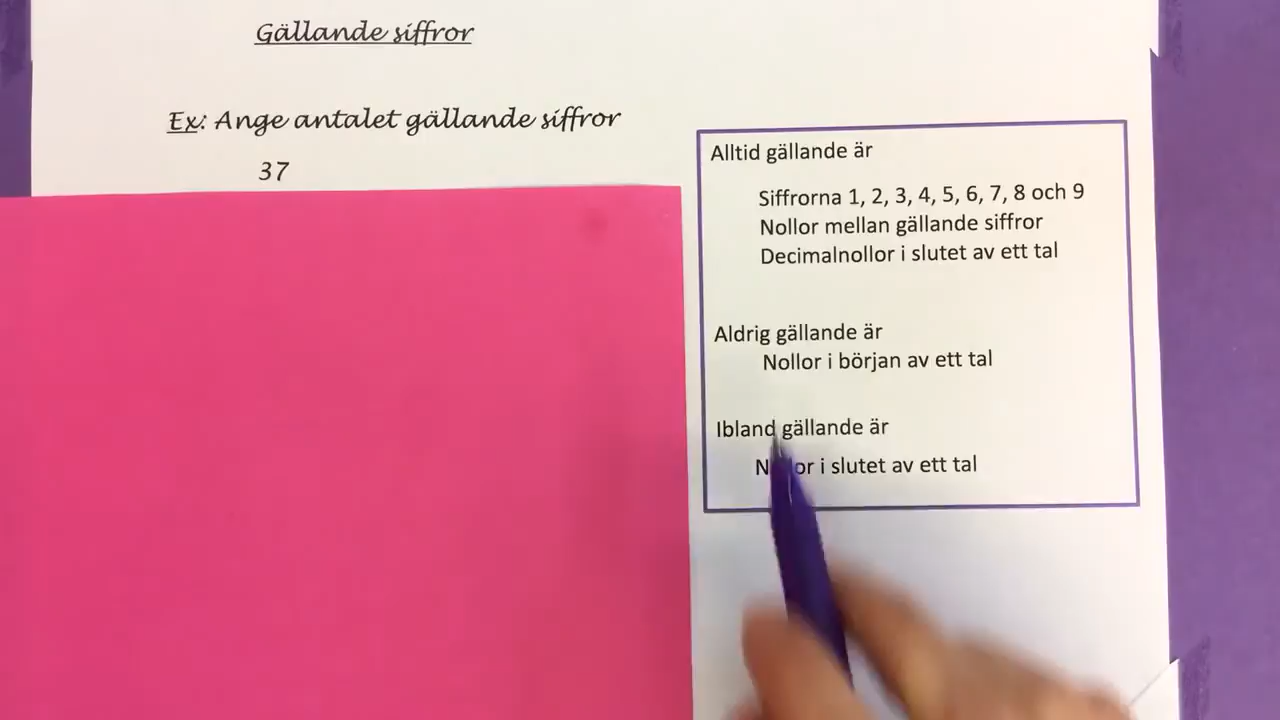 Gällande siffror
Ex: Ange antalet gällande siffror
37
Alltid gällande är
Siffrorna 1, 2, 3, 4, 5, 6, 7, 8 och 9
Nollor mellan gällande siffror
Decimalnollor i slutet av ett tal
Aldrig gällande är
Nollor i början av ett tal
Ibland gällande är
Nollor i slutet av ett tal